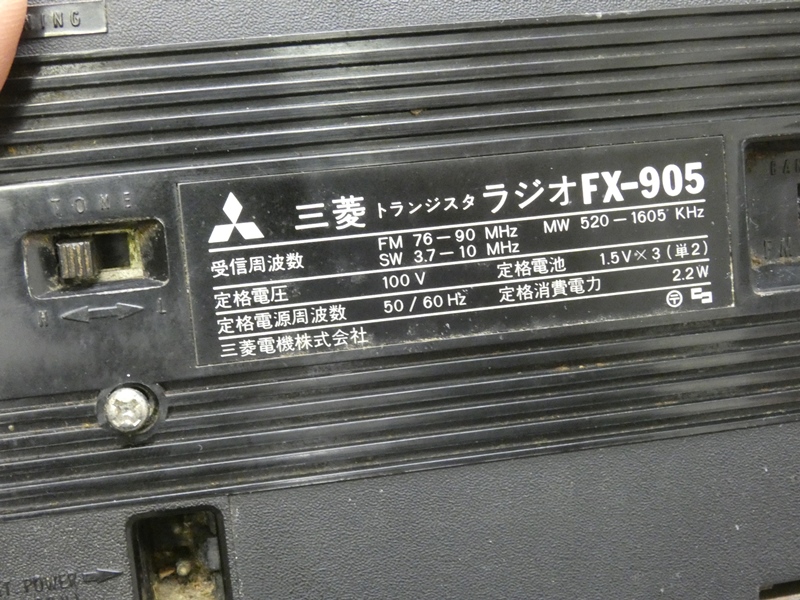 NING
TONE
H L
三菱 トランジスタ ラジオ FX-905
受信周波数 FM 76-90 MHz MW 520-1605 KHz
SW 3.7-10 MHz
定格電圧 100 V 定格電池 1.5V×3 (単2)
定格電源周波数 50/60 Hz 定格消費電力 2.2W
三菱電機株式会社 〒
POWER